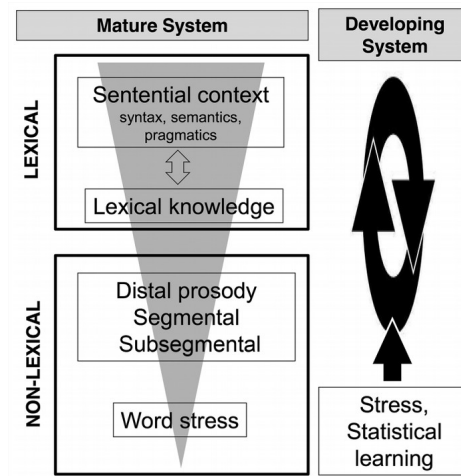 Mature System
Developing
System
LEXICAL
Sentential context
syntax, semantics,
pragmatics
Lexical knowledge
NON-LEXICAL
Distal prosody
Segmental
Subsegmental
Word stress
Stress,
Statistical
learning